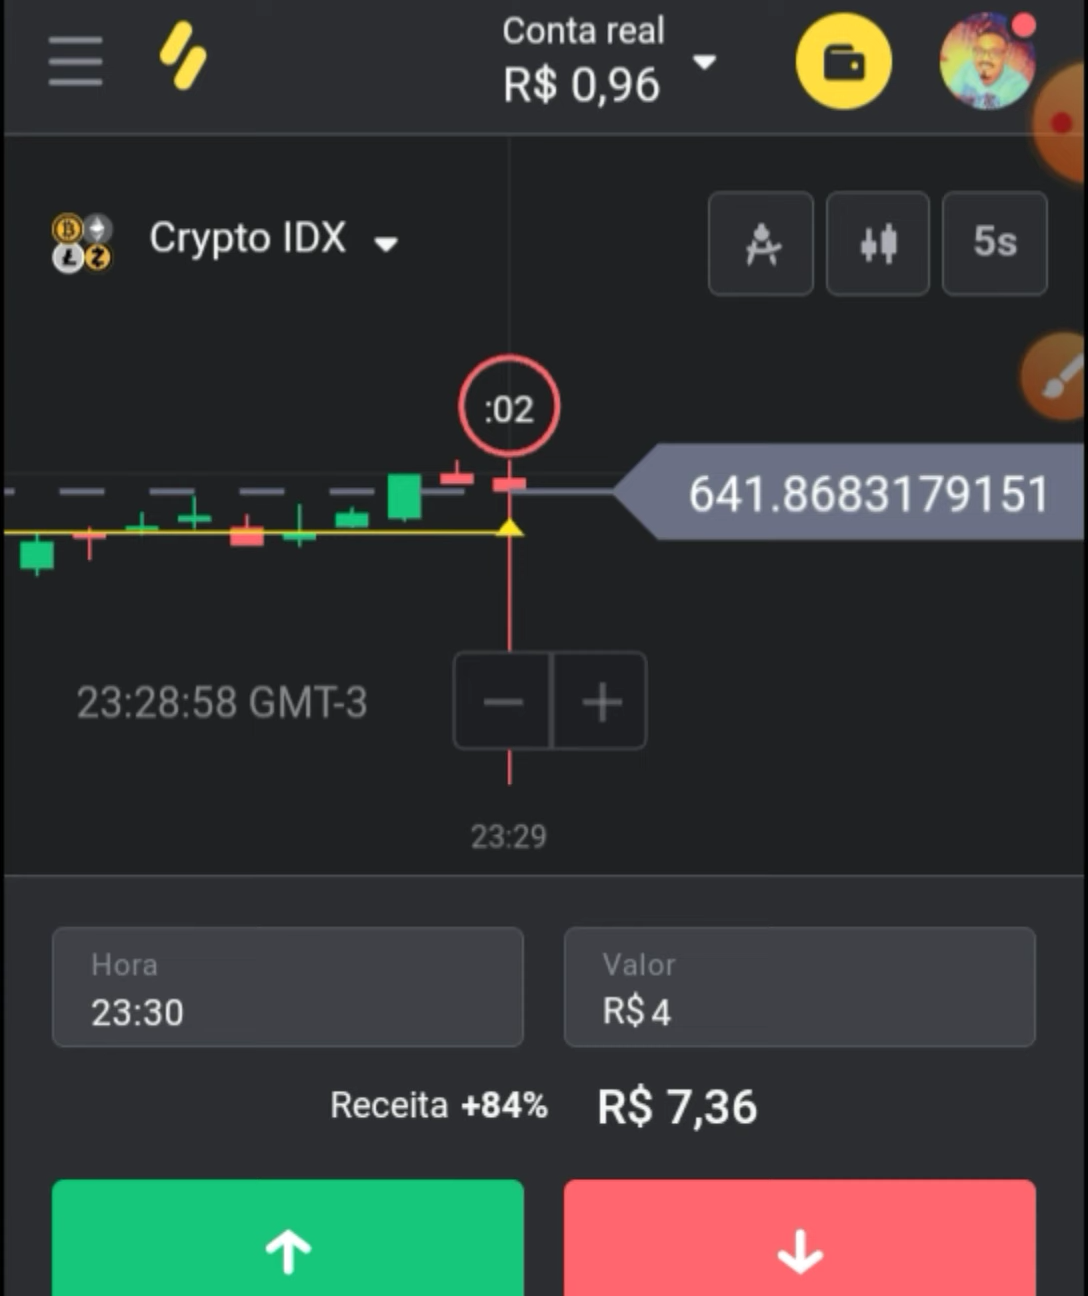 Conta real
R$ 0,96
Crypto IDX
5s
:02
641.8683179151
23:28:58 GMT-3
23:29
Hora
23:30
Valor
R$ 4
Receita +84% R$ 7,36